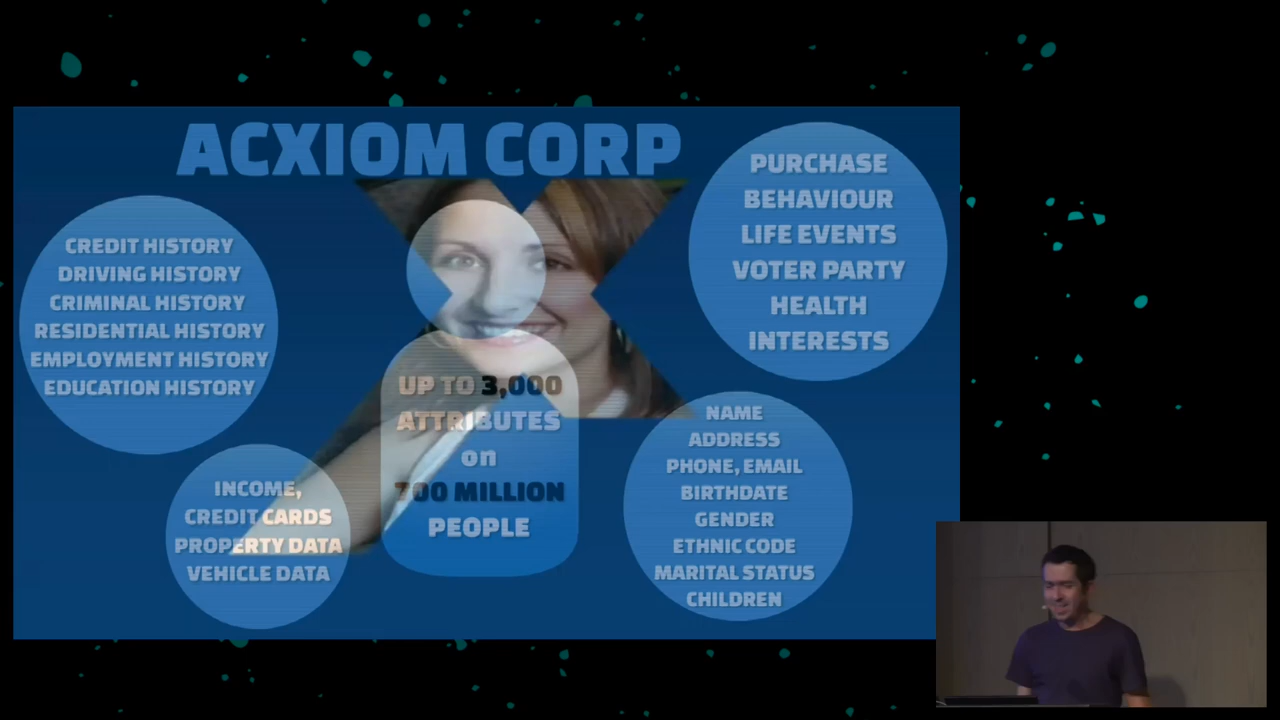 ACXIOM CORP
CREDIT HISTORY
DRIVING HISTORY
CRIMINAL HISTORY
RESIDENTIAL HISTORY
EMPLOYMENT HISTORY
EDUCATION HISTORY
PURCHASE
BEHAVIOUR
LIFE EVENTS
VOTER PARTY
HEALTH
INTERESTS
UP TO 3,000
ATTRIBUTES
on
700 MILLION
PEOPLE
INCOME,
CREDIT CARDS
PROPERTY DATA
VEHICLE DATA
NAME
ADDRESS
PHONE, EMAIL
BIRTHDATE
GENDER
ETHNIC CODE
MARITAL STATUS
CHILDREN